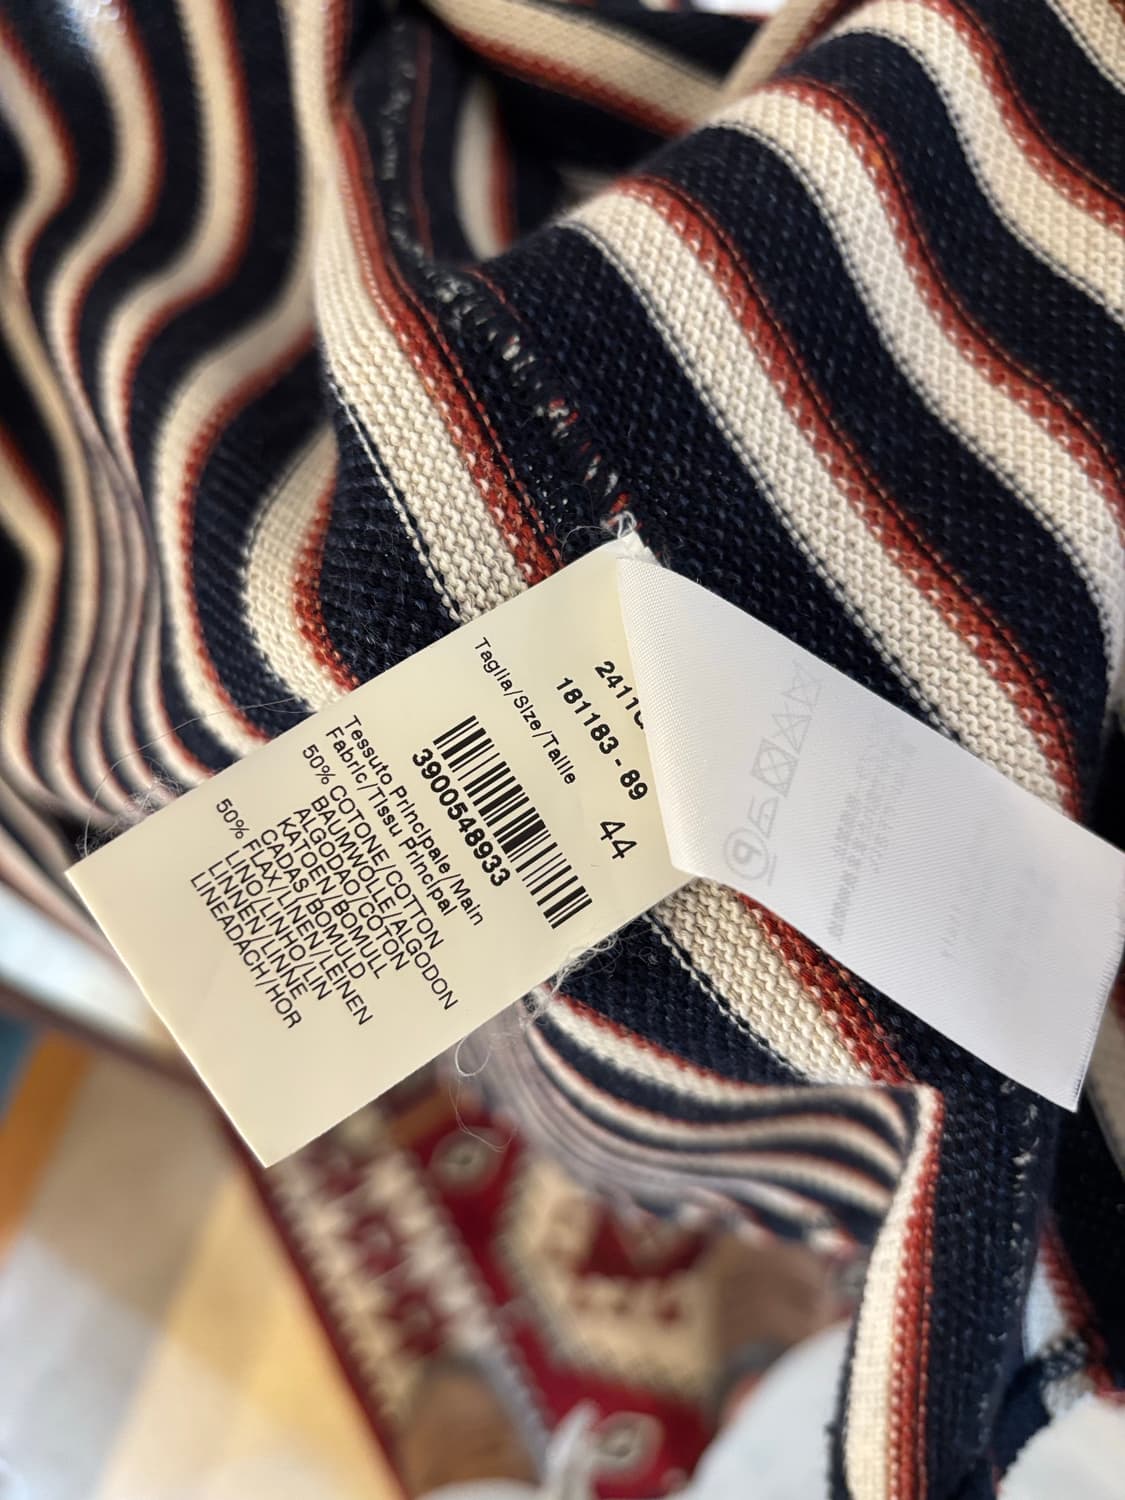 181183 - 89
Taglia/Size/Taille 44
3900548933
Tessuto Principale/Main
Fabric/Tissu Principal
50% COTONE/COTTON
BAUMWOLLE/ALGODON
ALGODAO/COTON
KATOEN/BOMULL
CADAS/BOMULD
50% FLAX/LINEN/LEINEN
LINO/LINHO/LIN
LINNEN/LINNE
LINEADACH/HOR